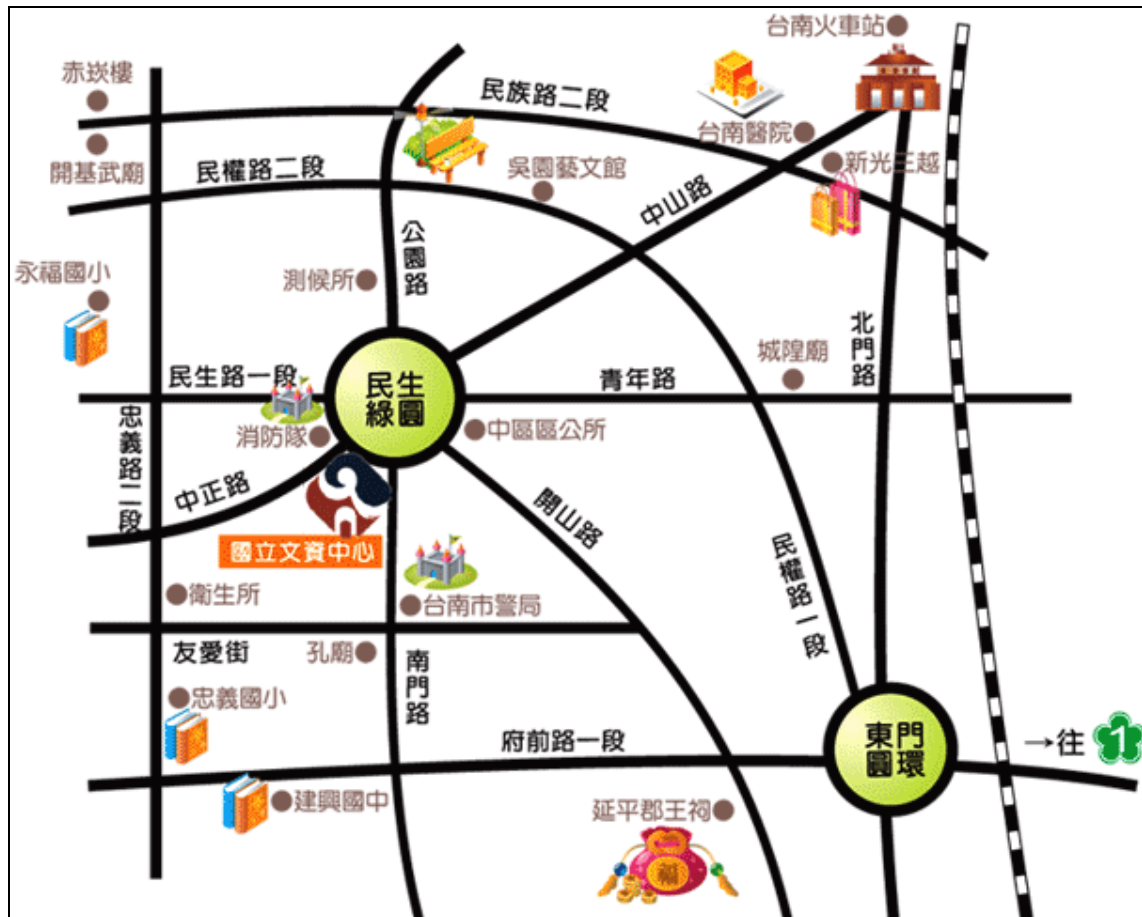 台南火車站
赤崁樓
民族路二段
台南醫院
開基武廟
民權路二段
吳園藝文館
新光三越
中山路
公園路
永福國小
測候所
北門路
城隍廟
民生路一段
民生
綠圓
青年路
消防隊
中區區公所
忠義路二段
中正路
開山路
國立文資中心
民權路一段
衛生所
台南市警局
友愛街
孔廟
南門路
忠義國小
府前路一段
東門
圓環
→往 1
建興國中
延平郡王祠
福